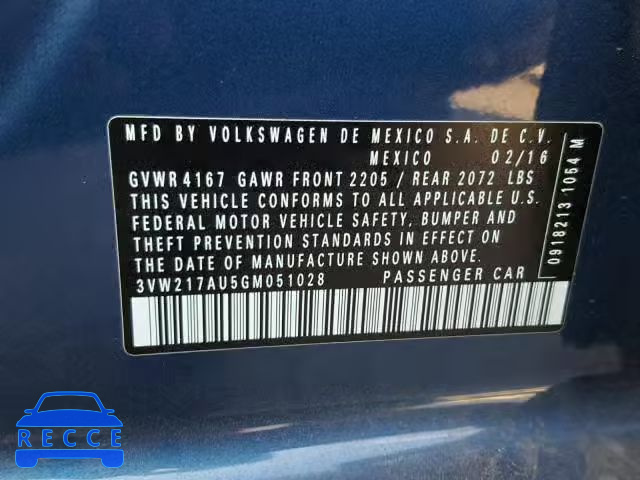 MFD BY VOLKSWAGEN DE MEXICO S.A. DE C.V.
MEXICO 02/16
GVWR 4167 GAWR FRONT 2205 / REAR 2072 LBS
THIS VEHICLE CONFORMS TO ALL APPLICABLE
FEDERAL MOTOR VEHICLE SAFETY, BUMPER AND
THEFT PREVENTION STANDARDS IN EFFECT ON
THE DATE OF MANUFACTURE SHOWN ABOVE.
3VW217AU5GM051028 PASSENGER CAR
0918213 1054 M
RECCE